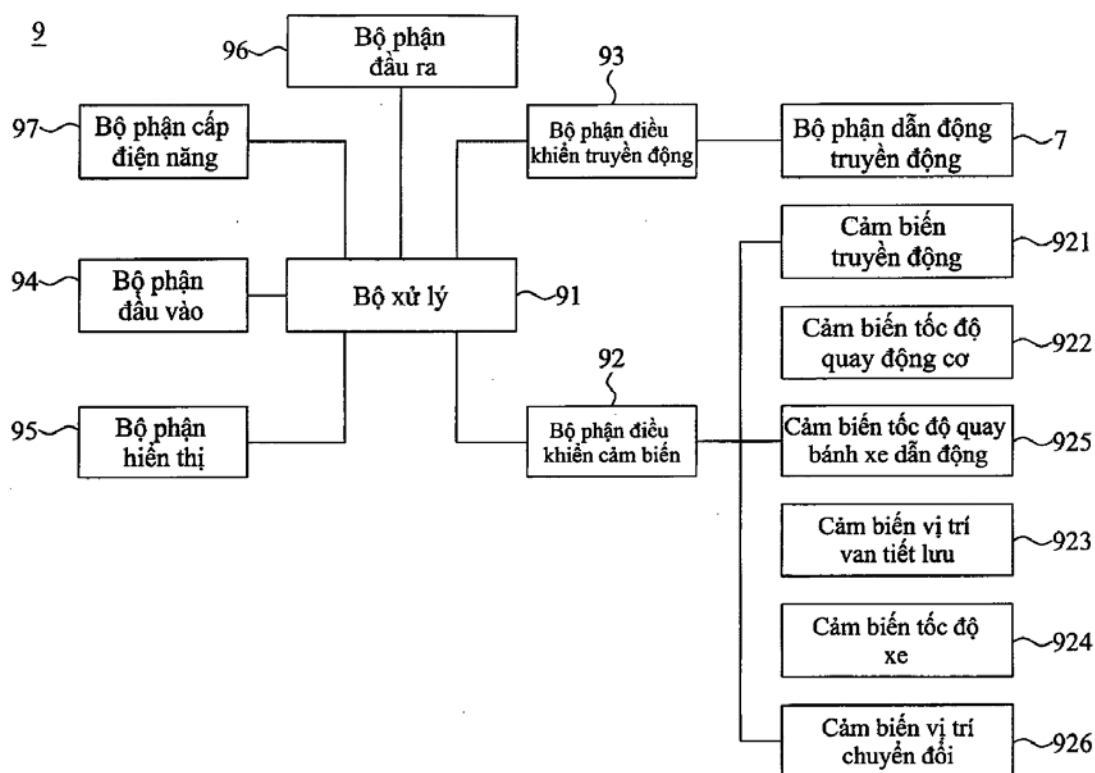 9
96
Bộ phận
đầu ra
93
97
Bộ phận cấp
điện năng
Bộ phận điều
khiển truyền động
Bộ phận dẫn động
truyền động
7
Cảm biến
truyền động
921
94
Bộ phận
đầu vào
Bộ xử lý
91
Cảm biến tốc độ
quay động cơ
922
92
95
Bộ phận
hiển thị
Bộ phận điều
khiển cảm biến
Cảm biến tốc độ quay
bánh xe dẫn động
925
Cảm biến vị trí
van tiết lưu
923
Cảm biến tốc độ
xe
924
Cảm biến vị trí
chuyển đổi
926